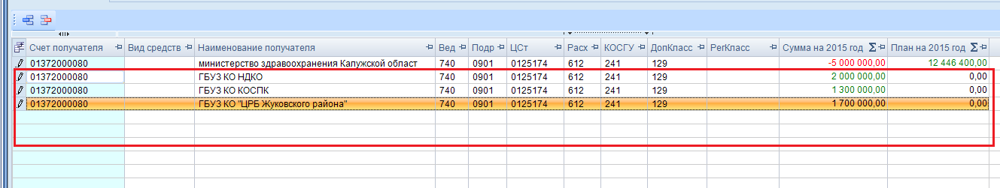 Счет получателя Вид средств Наименование получателя Вед Подр ЦСт Расх КОСГУ ДопКласс РегКласс Сумма на 2015 год Σ План на 2015 год Σ
01372000080 министерство здравоохранения Калужской област 740 0901 0125174 612 241 129 -5 000 000,00 12 446 400,00
01372000080 ГБУЗ КО НДКО 740 0901 0125174 612 241 129 2 000 000,00 0,00
01372000080 ГБУЗ КО КОСПК 740 0901 0125174 612 241 129 1 300 000,00 0,00
01372000080 ГБУЗ КО "ЦРБ Жуковского района" 740 0901 0125174 612 241 129 1 700 000,00 0,00